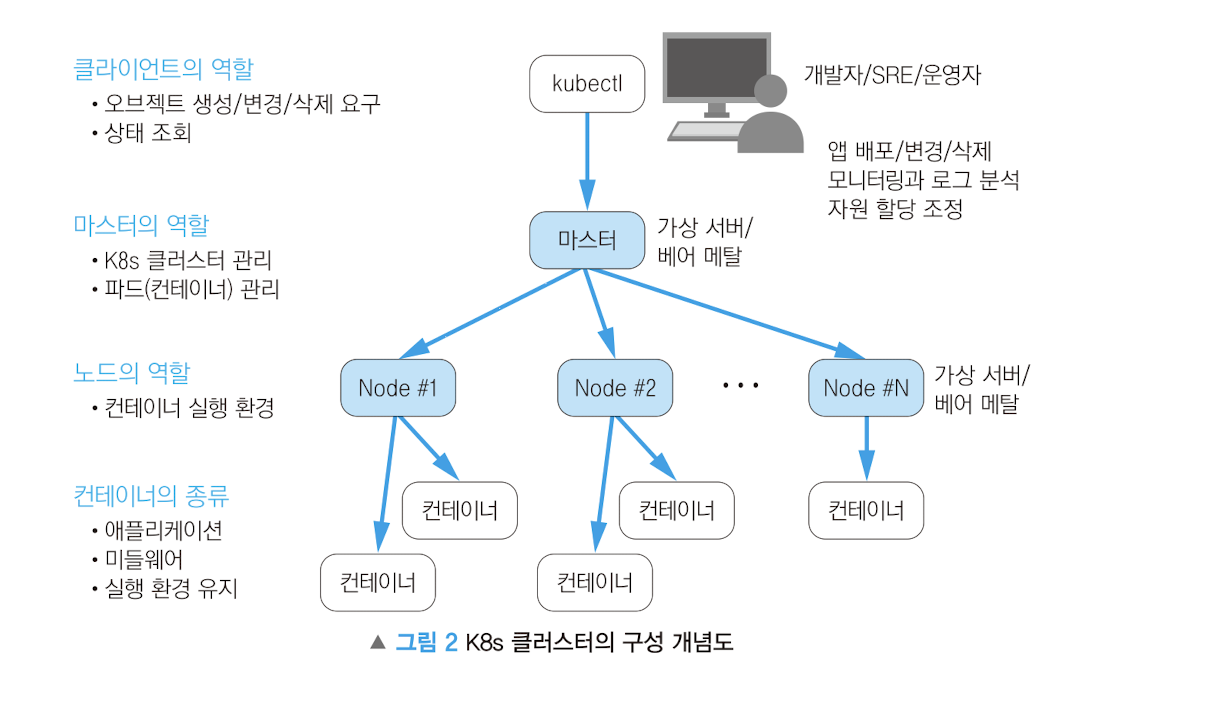 클라이언트의 역할
• 오브젝트 생성/변경/삭제 요구
• 상태 조회
kubectl
개발자/SRE/운영자
앱 배포/변경/삭제
모니터링과 로그 분석
자원 할당 조정
마스터의 역할
• K8s 클러스터 관리
• 파드(컨테이너) 관리
마스터
가상 서버/
베어 메탈
노드의 역할
• 컨테이너 실행 환경
Node #1
Node #2
• • •
Node #N
가상 서버/
베어 메탈
컨테이너의 종류
• 애플리케이션
• 미들웨어
• 실행 환경 유지
컨테이너
컨테이너
컨테이너
컨테이너
컨테이너
▲ 그림 2 K8s 클러스터의 구성 개념도